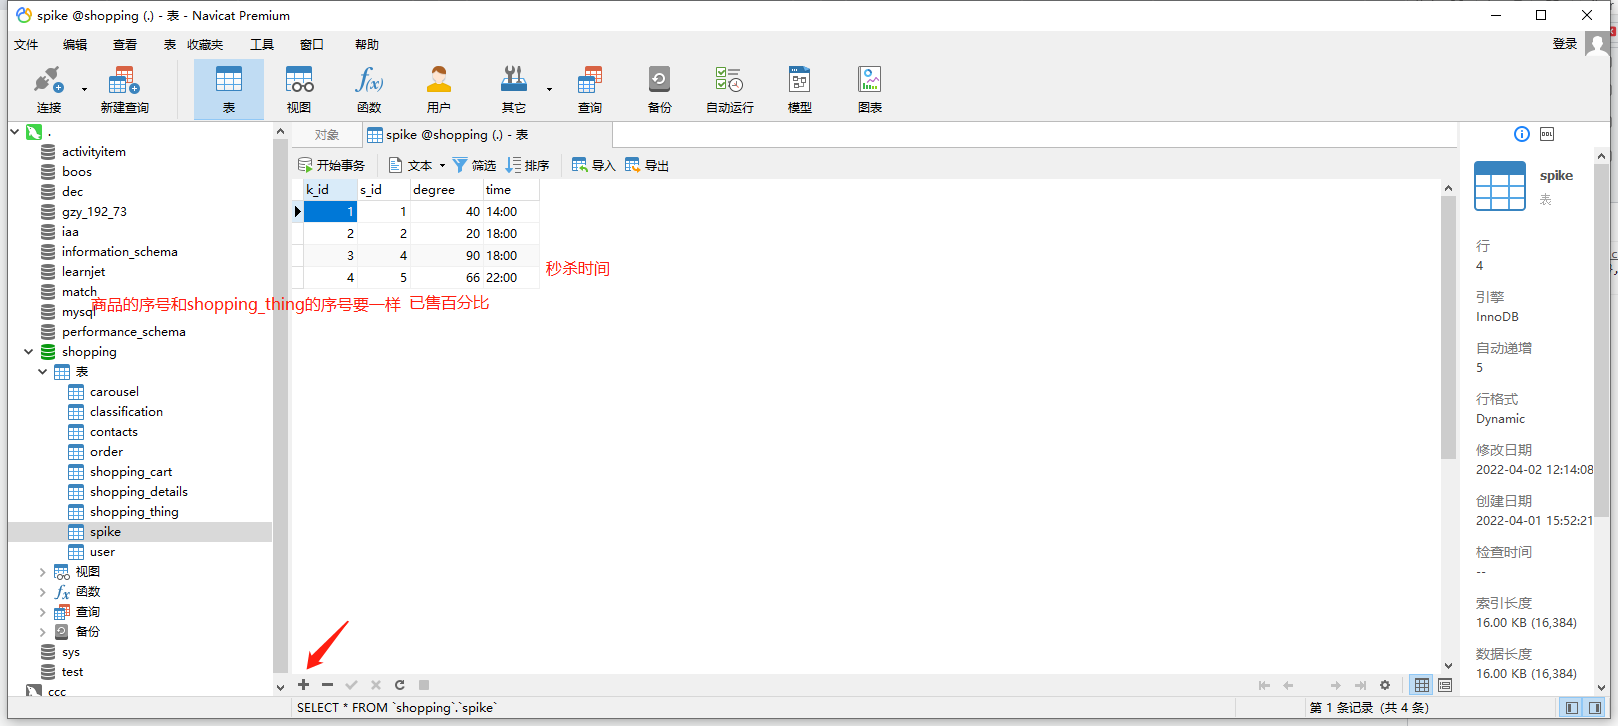 spike @shopping (.) - 表 - Navicat Premium
文件 编辑 查看 表 收藏夹 工具 窗口 帮助 登录
连接 新建查询 表 视图 函数 用户 其它 查询 备份 自动运行 模型 图表
.
activityitem
boos
dec
gzy_192_73
iaa
information_schema
learnjet
match
mysql
performance_schema
shopping
表
carousel
classification
contacts
order
shopping_cart
shopping_details
shopping_thing
spike
user
视图
函数
查询
备份
sys
test
ccc
对象 spike @shopping (.) - 表
开始事务 文本 筛选 排序 导入 导出
k_id s_id degree time
1 1 40 14:00
2 2 20 18:00
3 4 90 18:00
4 5 66 22:00
秒杀时间
商品的序号和shopping_thing的序号要一样 已售百分比
SELECT * FROM `shopping`.`spike`
第 1 条记录 (共 4 条)
DDL
spike
表
行
4
引擎
InnoDB
自动递增
5
行格式
Dynamic
修改日期
2022-04-02 12:14:08
创建日期
2022-04-01 15:52:21
检查时间
--
索引长度
16.00 KB (16,384)
数据长度
16.00 KB (16,384)